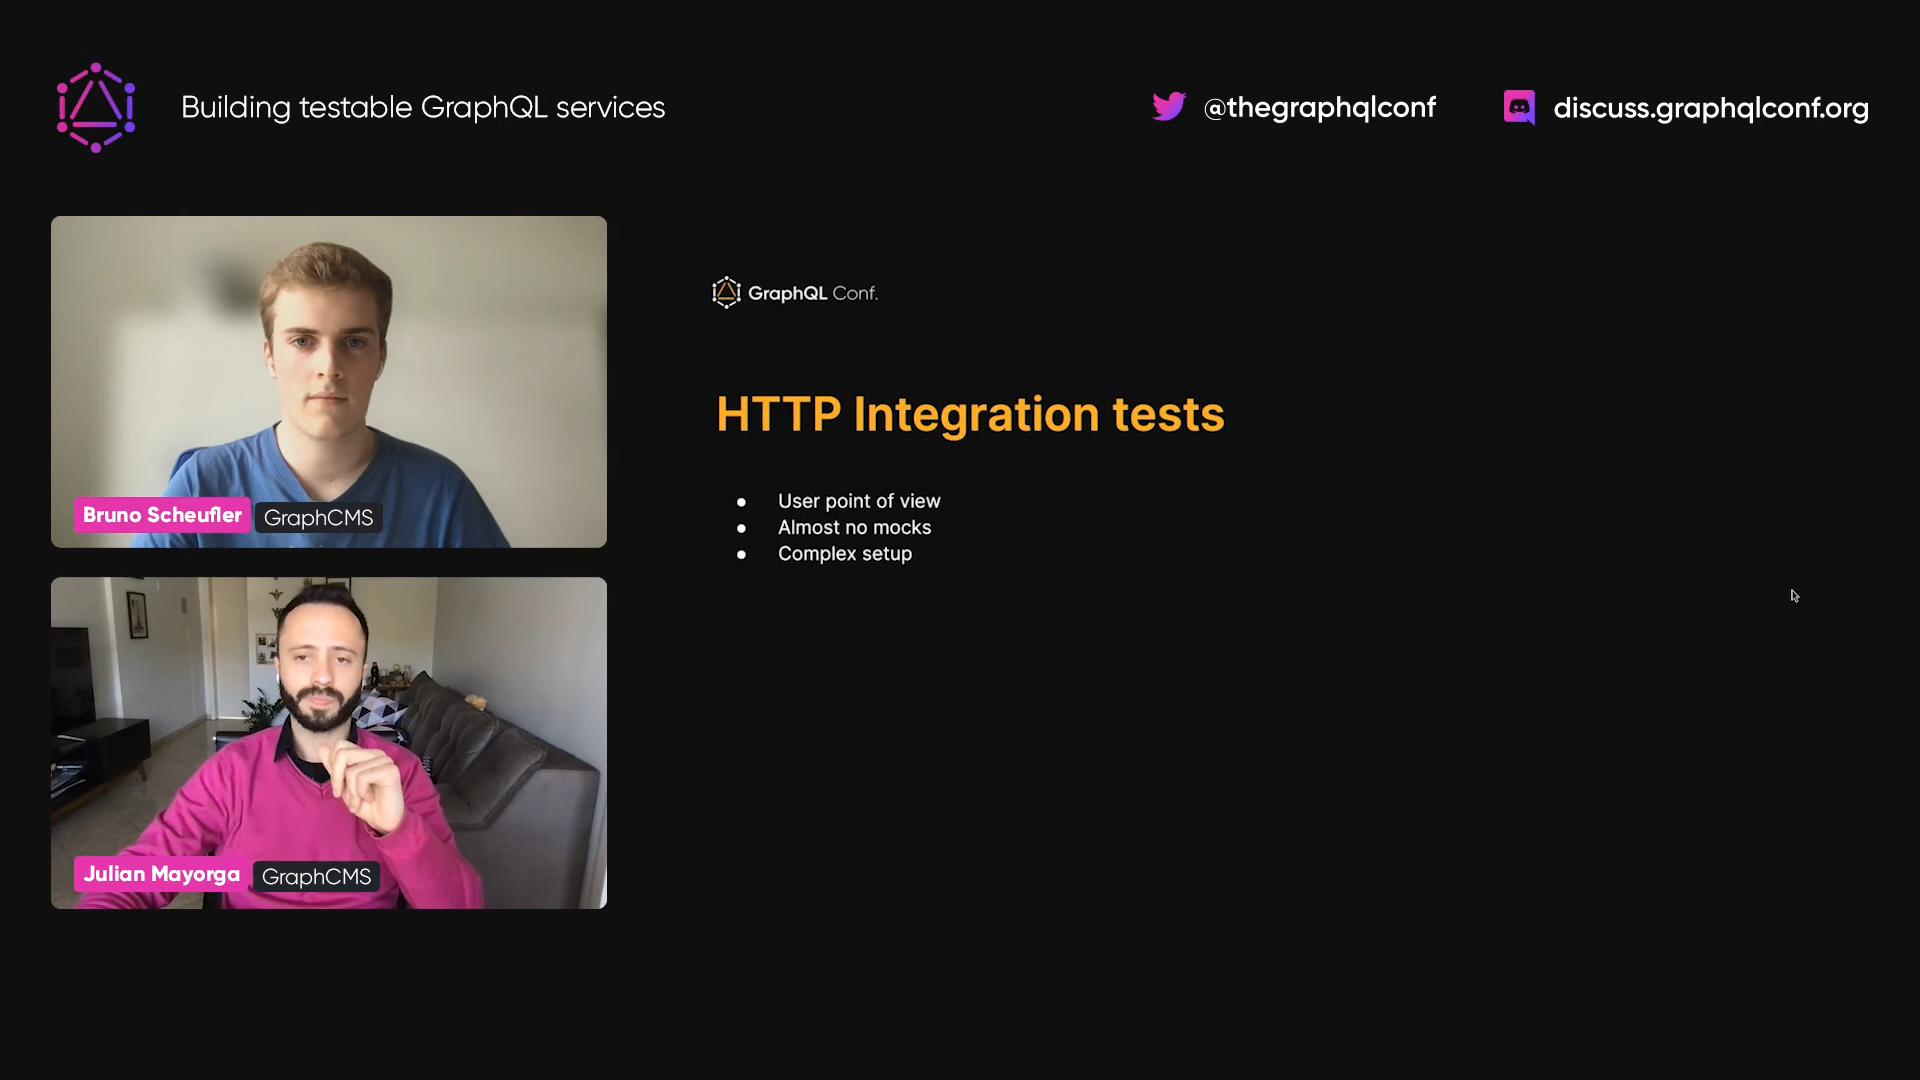 Building testable GraphQL services
@thegraphqlconf
discuss.graphqlconf.org
Bruno Scheufler
GraphCMS
Julian Mayorga
GraphCMS
GraphQL Conf.
HTTP Integration tests
• User point of view
• Almost no mocks
• Complex setup